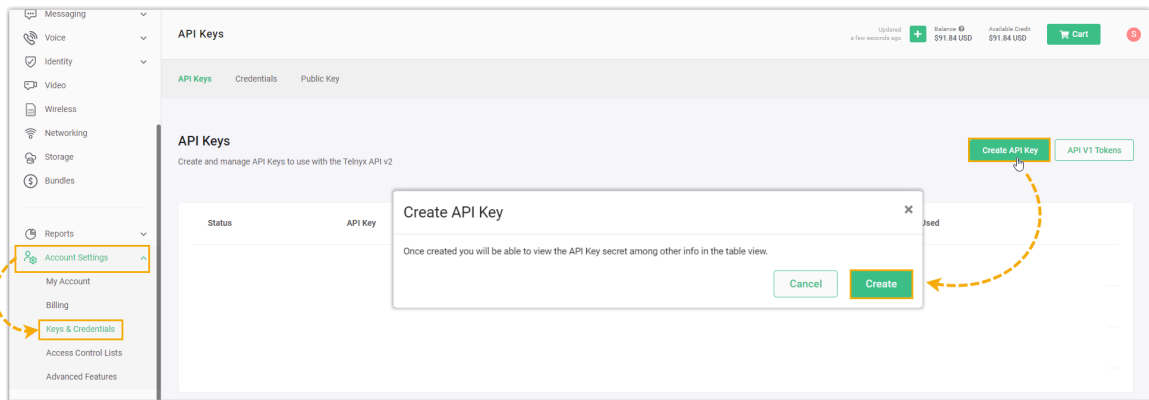 Messaging
Voice
Identity
Video
Wireless
Networking
Storage
Bundles
Reports
Account Settings
My Account
Billing
Keys & Credentials
Access Control Lists
Advanced Features
API Keys
Updated
a few seconds ago
Balance
$91.84 USD
Available Credit
$91.84 USD
Cart
S
API Keys
Credentials
Public Key
API Keys
Create and manage API Keys to use with the Telnyx API v2
Create API Key
API V1 Tokens
Status
API Key
Used
Create API Key
Once created you will be able to view the API Key secret among other info in the table view.
Cancel
Create